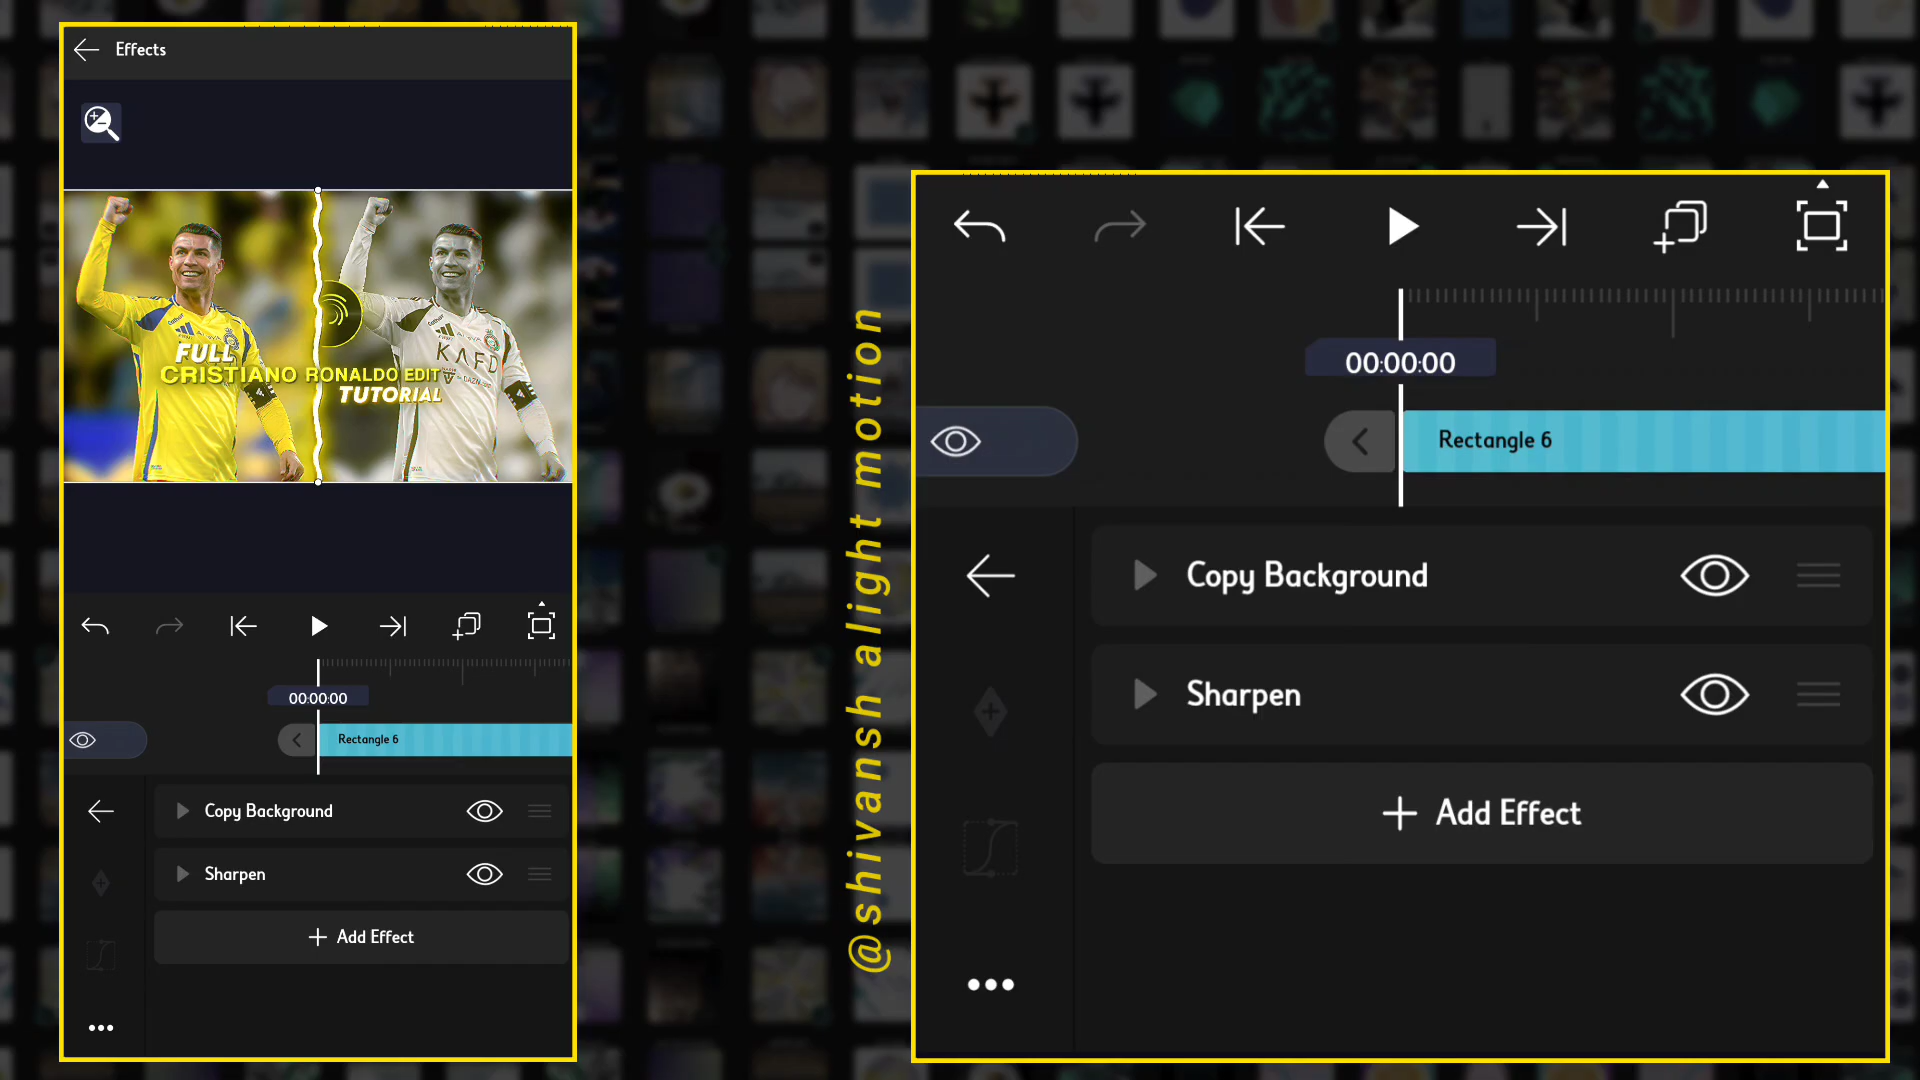 Effects
FULL
CRISTIANO RONALDO EDIT
TUTORIAL
KAFD
00:00:00
Rectangle 6
Copy Background
Sharpen
+ Add Effect
@shivansh alight motion
00:00:00
Rectangle 6
Copy Background
Sharpen
+ Add Effect